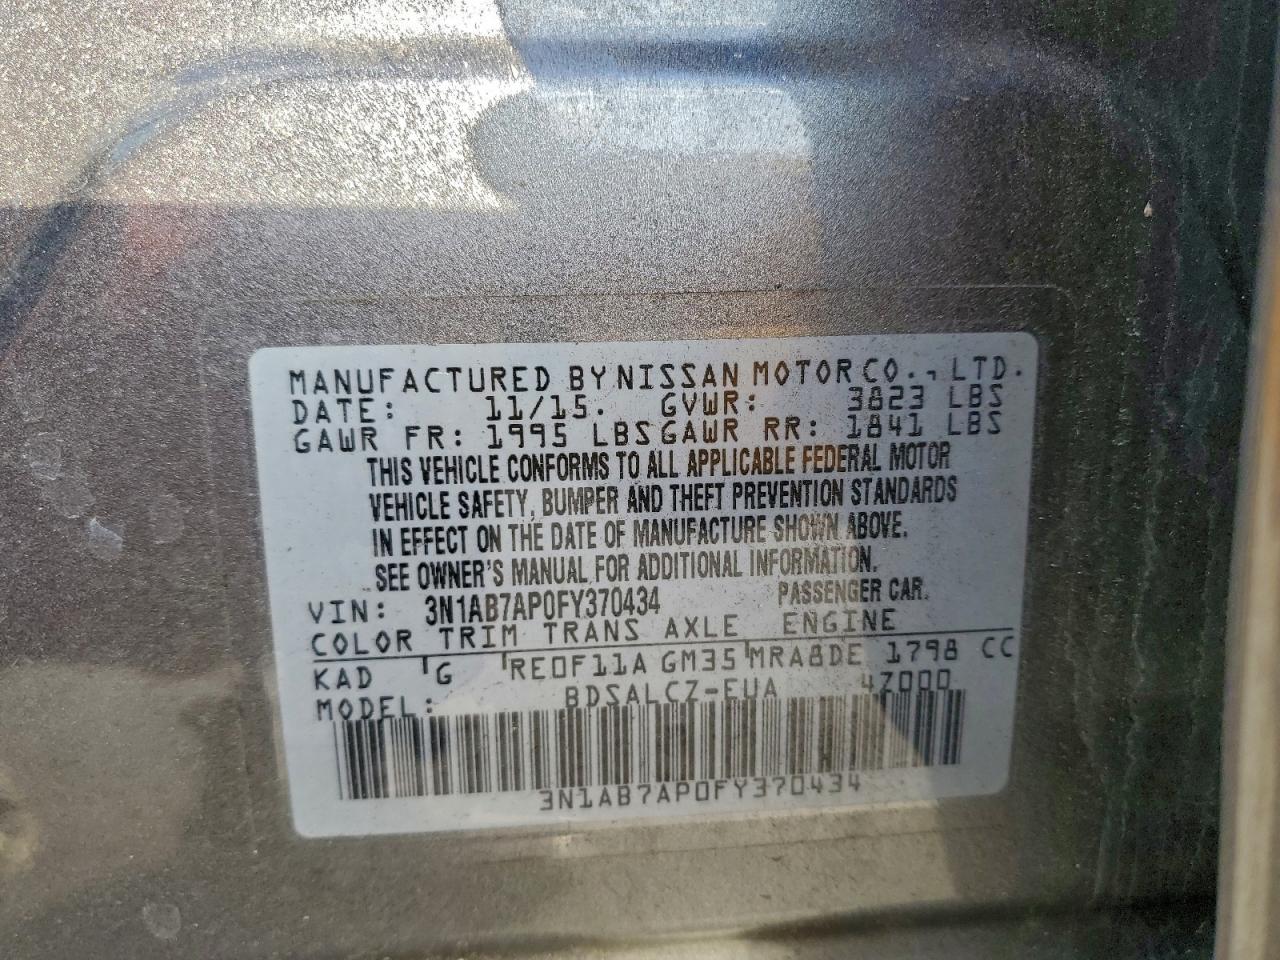 MANUFACTURED BY NISSAN MOTOR CO., LTD.
DATE: 11/15. GVWR: 3823 LBS
GAWR FR: 1995 LBS GAWR RR: 1841 LBS
THIS VEHICLE CONFORMS TO ALL APPLICABLE FEDERAL MOTOR
VEHICLE SAFETY, BUMPER AND THEFT PREVENTION STANDARDS
IN EFFECT ON THE DATE OF MANUFACTURE SHOWN ABOVE.
SEE OWNER'S MANUAL FOR ADDITIONAL INFORMATION.
VIN: 3N1AB7AP0FY370434 PASSENGER CAR.
COLOR TRIM TRANS AXLE ENGINE
KAD G RE0F11A GM35 MRA8DE 1798 CC
MODEL: BDSALCZ-EUA 4Z000
3N1AB7AP0FY370434